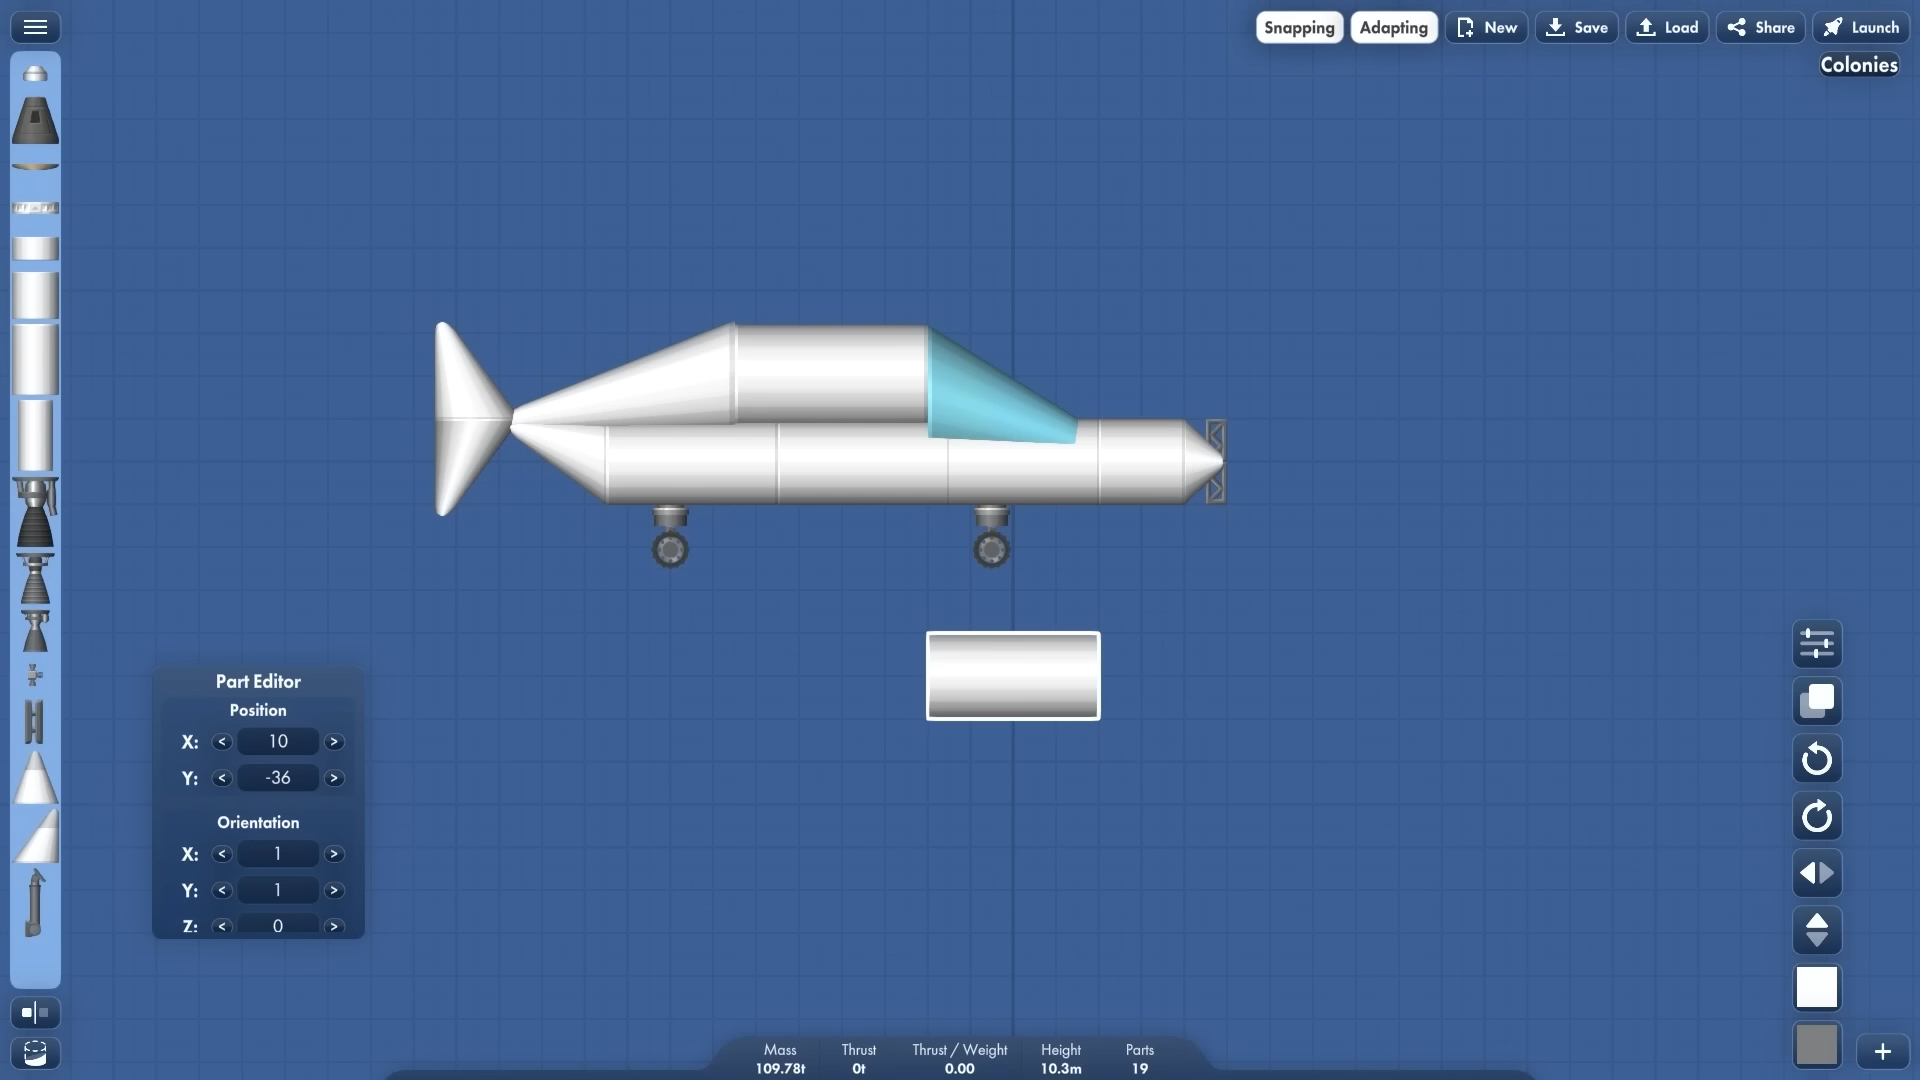 Snapping Adapting New Save Load Share Launch
Colonies
Part Editor
Position
X: < 10 >
Y: < -36 >
Orientation
X: < 1 >
Y: < 1 >
Z: < 0 >
Mass Thrust Thrust / Weight Height Parts
109.78t 0t 0.00 10.3m 19
+